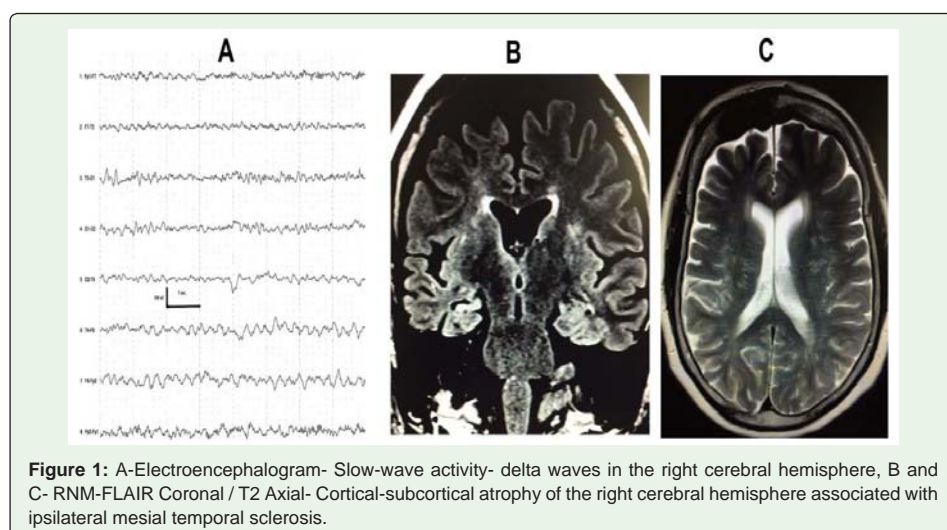 A
B
C
Figure 1: A-Electroencephalogram- Slow-wave activity- delta waves in the right cerebral hemisphere, B and
C- RNM-FLAIR Coronal / T2 Axial- Cortical-subcortical atrophy of the right cerebral hemisphere associated with
ipsilateral mesial temporal sclerosis.